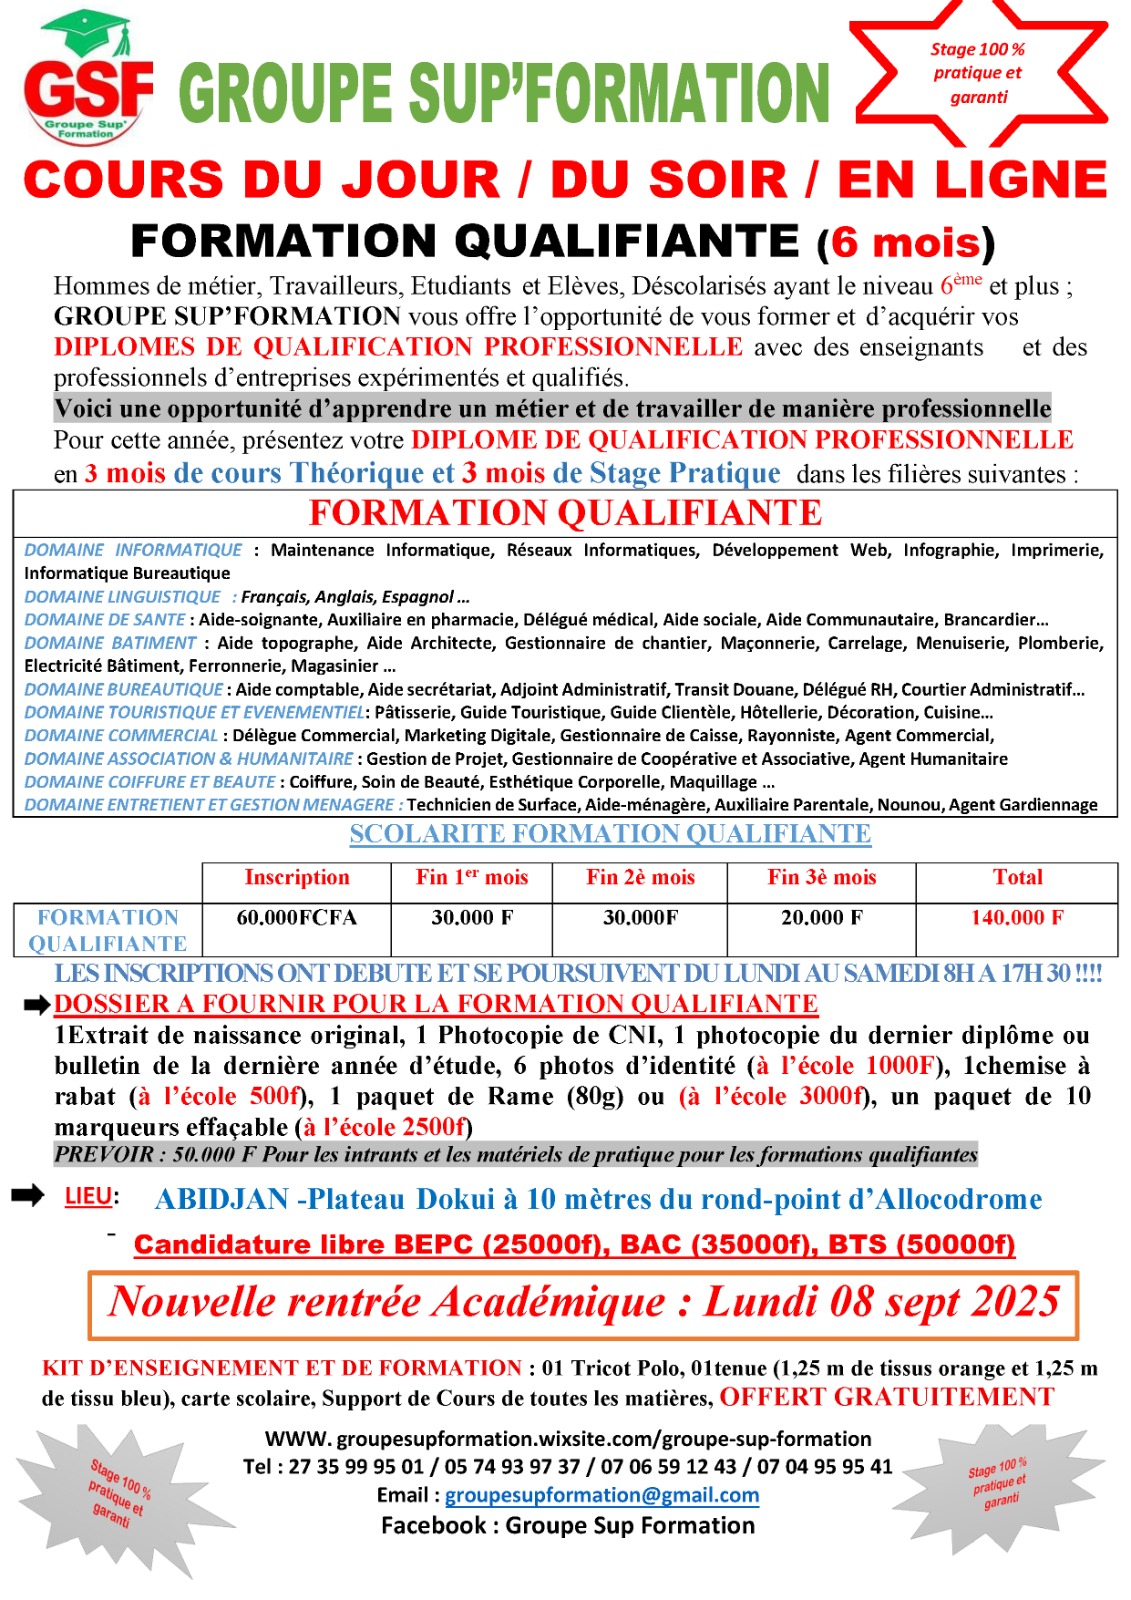 GSF
Groupe Sup'
Formation
GROUPE SUP'FORMATION
Stage 100 %
pratique et
garanti
COURS DU JOUR / DU SOIR / EN LIGNE
FORMATION QUALIFIANTE (6 mois)
Hommes de métier, Travailleurs, Etudiants et Elèves, Déscolarisés ayant le niveau 6ème et plus ;
GROUPE SUP'FORMATION vous offre l'opportunité de vous former et d'acquérir vos
DIPLOMES DE QUALIFICATION PROFESSIONNELLE avec des enseignants et des
professionnels d'entreprises expérimentés et qualifiés.
Voici une opportunité d'apprendre un métier et de travailler de manière professionnelle
Pour cette année, présentez votre DIPLOME DE QUALIFICATION PROFESSIONNELLE
en 3 mois de cours Théorique et 3 mois de Stage Pratique dans les filières suivantes :
FORMATION QUALIFIANTE
DOMAINE INFORMATIQUE : Maintenance Informatique, Réseaux Informatiques, Développement Web, Infographie, Imprimerie,
Informatique Bureautique
DOMAINE LINGUISTIQUE : Français, Anglais, Espagnol ...
DOMAINE DE SANTE : Aide-soignante, Auxiliaire en pharmacie, Délégué médical, Aide sociale, Aide Communautaire, Brancardier...
DOMAINE BATIMENT : Aide topographe, Aide Architecte, Gestionnaire de chantier, Maçonnerie, Carrelage, Menuiserie, Plomberie,
Electricité Bâtiment, Ferronnerie, Magasinier ...
DOMAINE BUREAUTIQUE : Aide comptable, Aide secrétariat, Adjoint Administratif, Transit Douane, Délégué RH, Courtier Administratif...
DOMAINE TOURISTIQUE ET EVENEMENTIEL: Pâtisserie, Guide Touristique, Guide Clientèle, Hôtellerie, Décoration, Cuisine...
DOMAINE COMMERCIAL : Délègue Commercial, Marketing Digitale, Gestionnaire de Caisse, Rayonniste, Agent Commercial,
DOMAINE ASSOCIATION & HUMANITAIRE : Gestion de Projet, Gestionnaire de Coopérative et Associative, Agent Humanitaire
DOMAINE COIFFURE ET BEAUTE : Coiffure, Soin de Beauté, Esthétique Corporelle, Maquillage ...
DOMAINE ENTRETIENT ET GESTION MENAGERE : Technicien de Surface, Aide-ménagère, Auxiliaire Parentale, Nounou, Agent Gardiennage
SCOLARITE FORMATION QUALIFIANTE
Inscription Fin 1er mois Fin 2è mois Fin 3è mois Total
FORMATION QUALIFIANTE 60.000FCFA 30.000 F 30.000F 20.000 F 140.000 F
LES INSCRIPTIONS ONT DEBUTE ET SE POURSUIVENT DU LUNDI AU SAMEDI 8H A 17H 30 !!!!
DOSSIER A FOURNIR POUR LA FORMATION QUALIFIANTE
1Extrait de naissance original, 1 Photocopie de CNI, 1 photocopie du dernier diplôme ou
bulletin de la dernière année d'étude, 6 photos d'identité (à l'école 1000F), 1chemise à
rabat (à l'école 500f), 1 paquet de Rame (80g) ou (à l'école 3000f), un paquet de 10
marqueurs effaçable (à l'école 2500f)
PREVOIR : 50.000 F Pour les intrants et les matériels de pratique pour les formations qualifiantes
LIEU: ABIDJAN -Plateau Dokui à 10 mètres du rond-point d'Allocodrome
- Candidature libre BEPC (25000f), BAC (35000f), BTS (50000f)
Nouvelle rentrée Académique : Lundi 08 sept 2025
KIT D'ENSEIGNEMENT ET DE FORMATION : 01 Tricot Polo, 01tenue (1,25 m de tissus orange et 1,25 m
de tissu bleu), carte scolaire, Support de Cours de toutes les matières, OFFERT GRATUITEMENT
WWW. groupesupformation.wixsite.com/groupe-sup-formation
Tel : 27 35 99 95 01 / 05 74 93 97 37 / 07 06 59 12 43 / 07 04 95 95 41
Email : groupesupformation@gmail.com
Facebook : Groupe Sup Formation
Stage 100 %
pratique et
garanti
Stage 100 %
pratique et
garanti